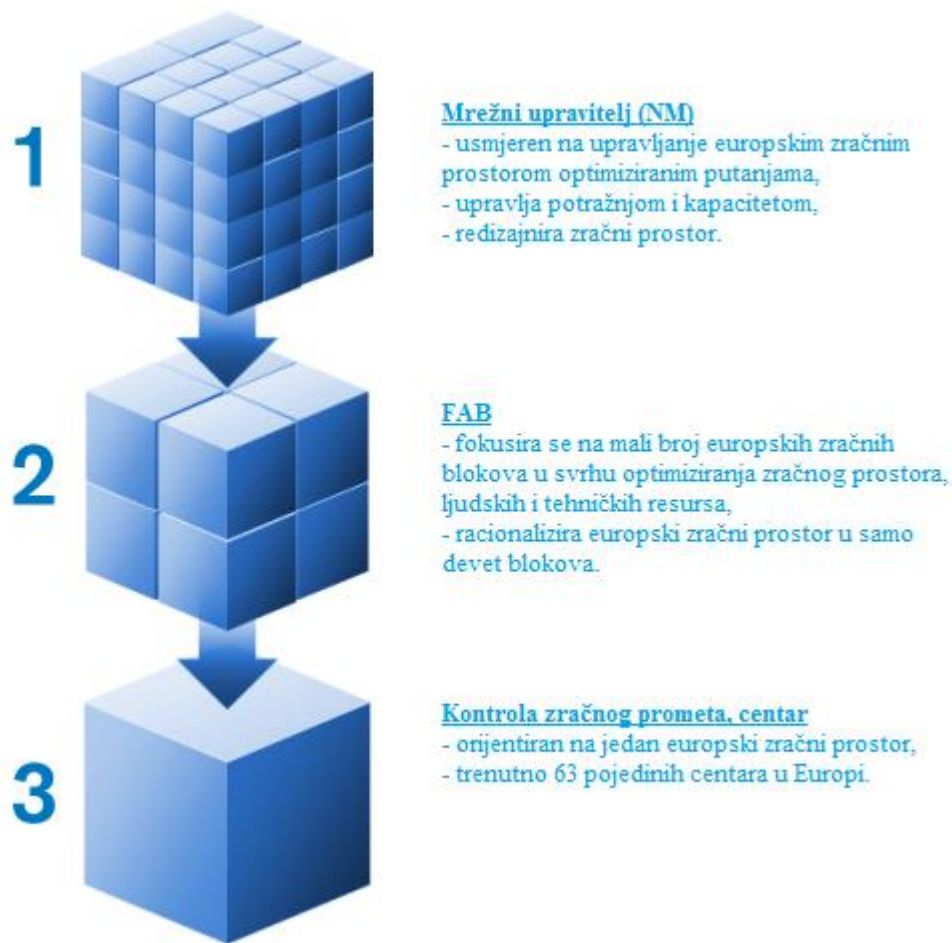 1
Mrežni upravitelj (NM)
- usmjeren na upravljanje europskim zračnim
prostorom optimiziranim putanjama,
- upravlja potražnjom i kapacitetom,
- redizajnira zračni prostor.
2
FAB
- fokusira se na mali broj europskih zračnih
blokova u svrhu optimiziranja zračnog prostora,
ljudskih i tehničkih resursa,
- racionalizira europski zračni prostor u samo
devet blokova.
3
Kontrola zračnog prometa, centar
- orijentiran na jedan europski zračni prostor,
- trenutno 63 pojedinih centara u Europi.